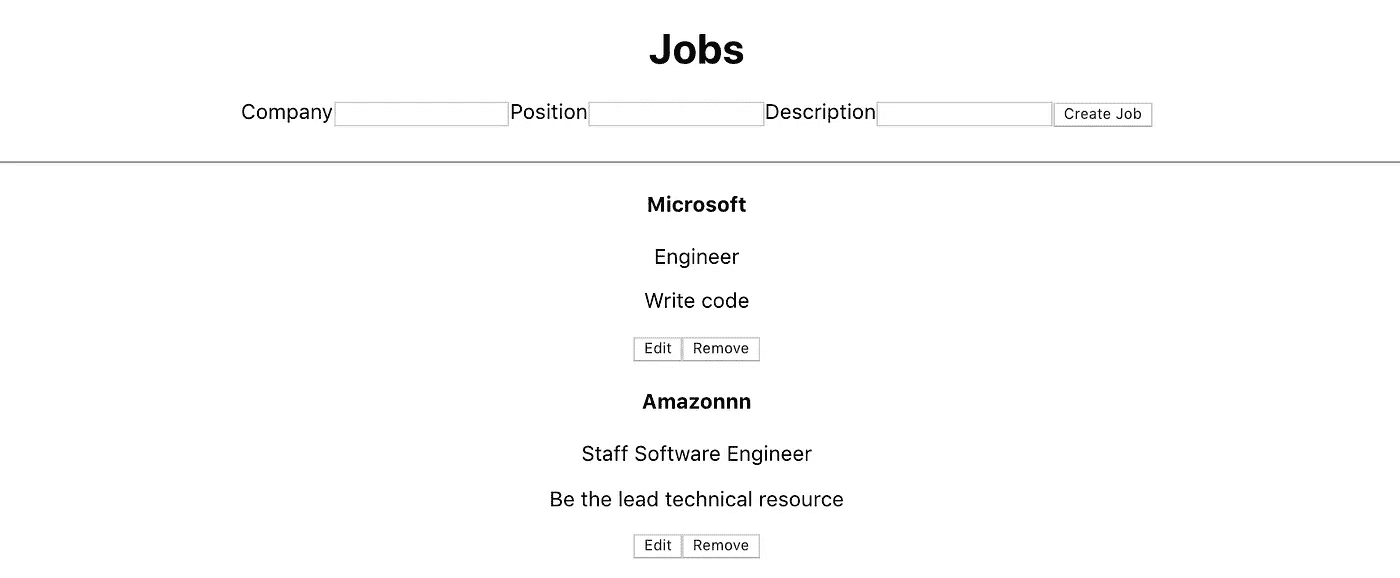 Jobs
Company Position Description Create Job
Microsoft
Engineer
Write code
Edit Remove
Amazonnn
Staff Software Engineer
Be the lead technical resource
Edit Remove